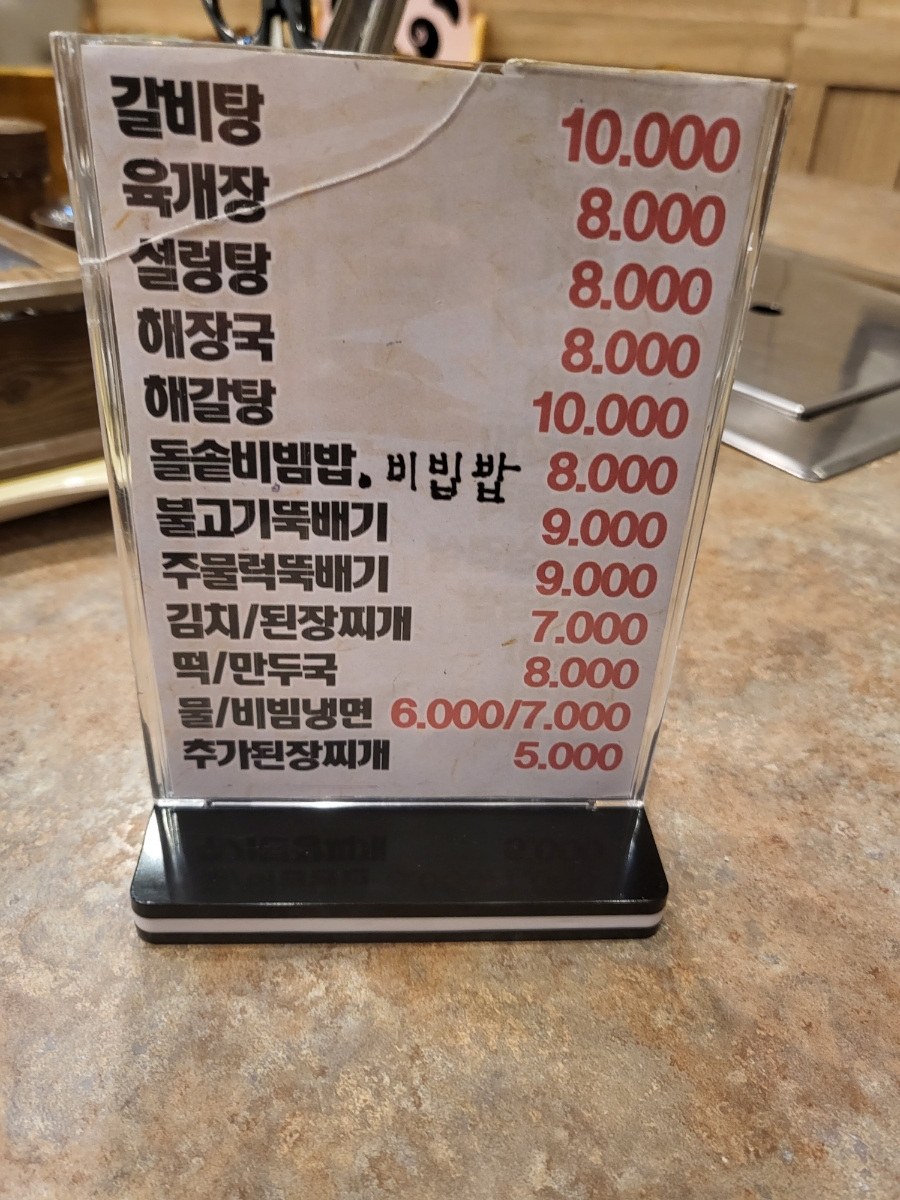 갈비탕 10.000
육개장 8.000
설렁탕 8.000
해장국 8.000
해갈탕 10.000
돌솥비빔밥. 비빔밥 8.000
불고기뚝배기 9.000
주물럭뚝배기 9.000
김치/된장찌개 7.000
떡/만두국 8.000
물/비빔냉면 6.000/7.000
추가된장찌개 5.000